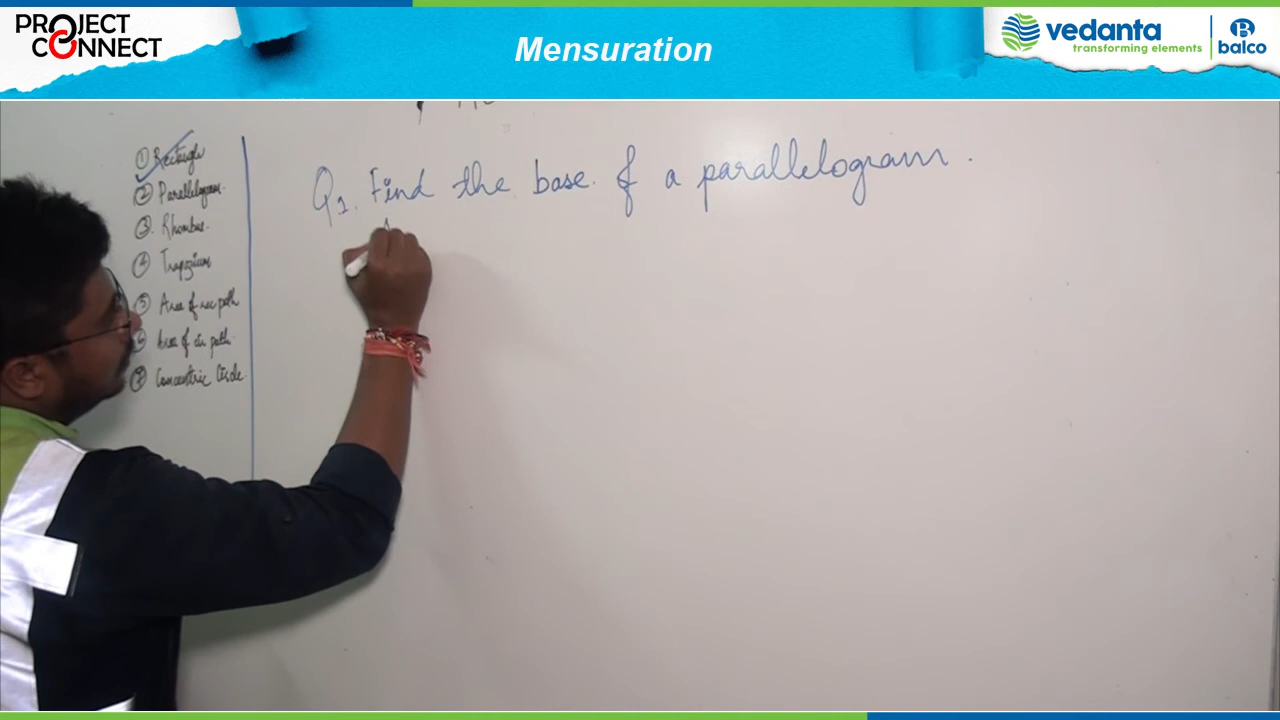 PROJECT
CONNECT
Mensuration
vedanta
transforming elements
balco
① Rectangle
② Parallelogram.
③. Rhombus.
④ Trapezium
⑤ Area of rec path
Area of cir path.
⑦ Concentric Circle.
Q1. Find the base of a parallelogram.
A